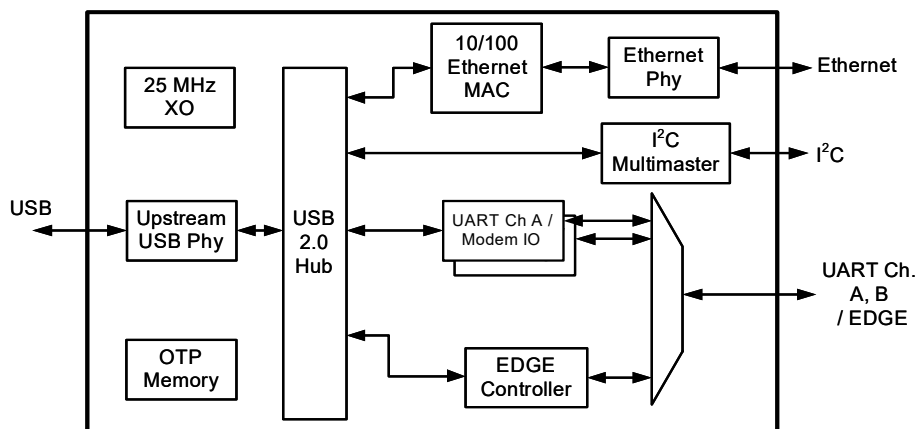 10/100
Ethernet
MAC
Ethernet
Phy
Ethernet
25 MHz
XO
I²C
Multimaster
I²C
USB
Upstream
USB Phy
USB
2.0
Hub
UART Ch A /
Modem IO
UART Ch.
A, B
/ EDGE
OTP
Memory
EDGE
Controller